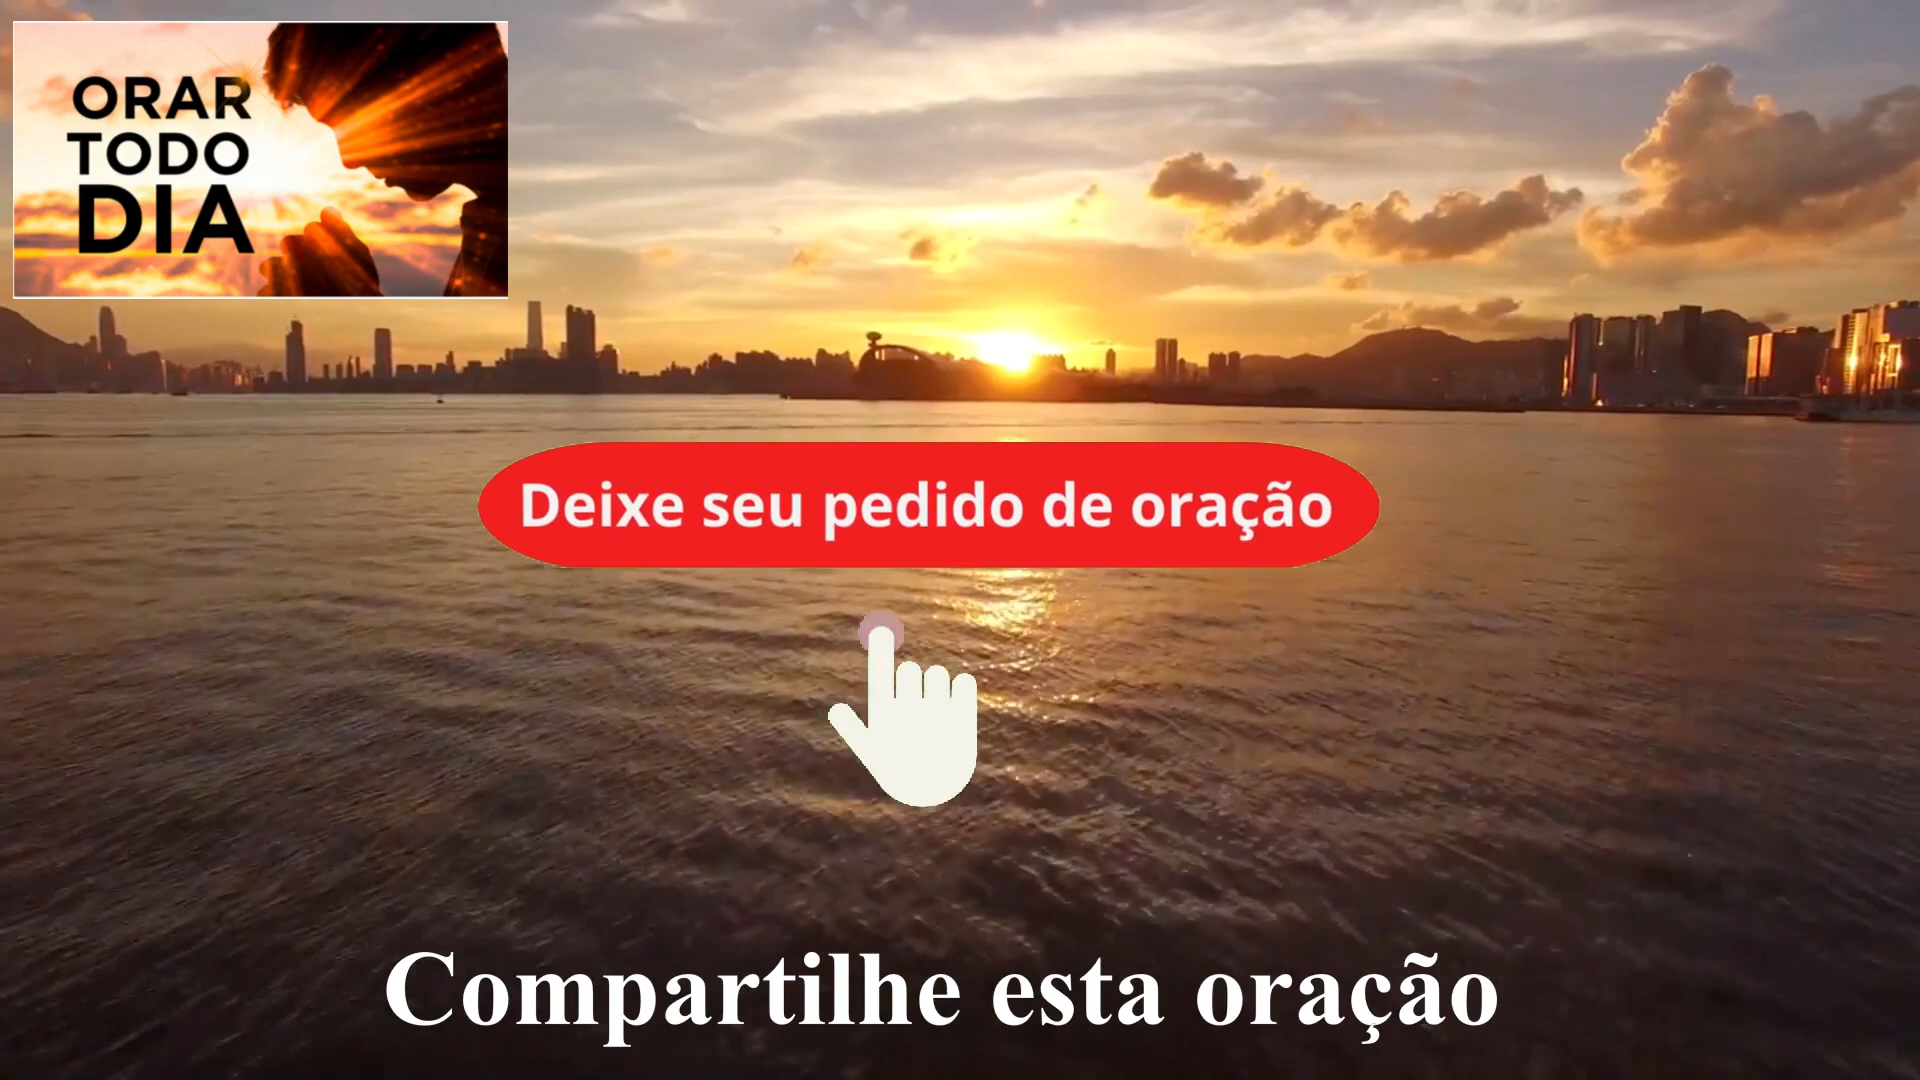 ORAR
TODO
DIA
Deixe seu pedido de oração
Compartilhe esta oração